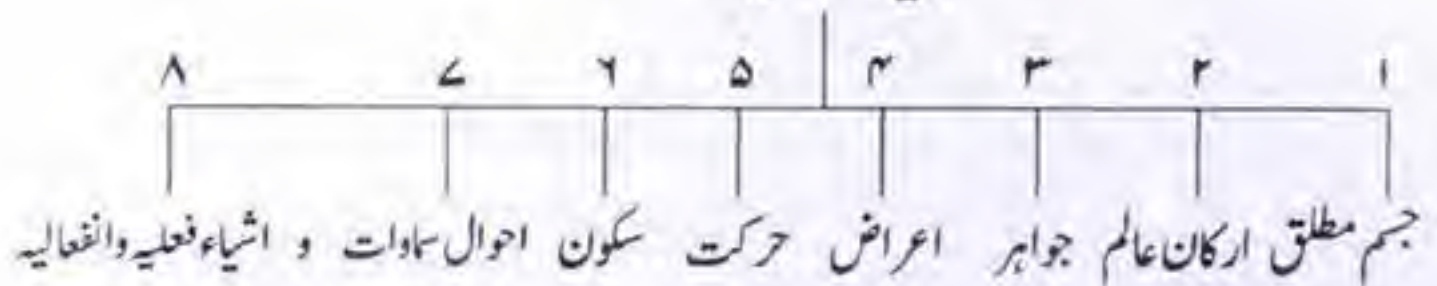 ۱ ۲ ۳ ۴ ۵ ۶ ۷ ۸
جسم مطلق ارکان عالم جواہر اعراض حرکت سکون احوال سماوات و اشیاء فعلیہ وانفعالیہ